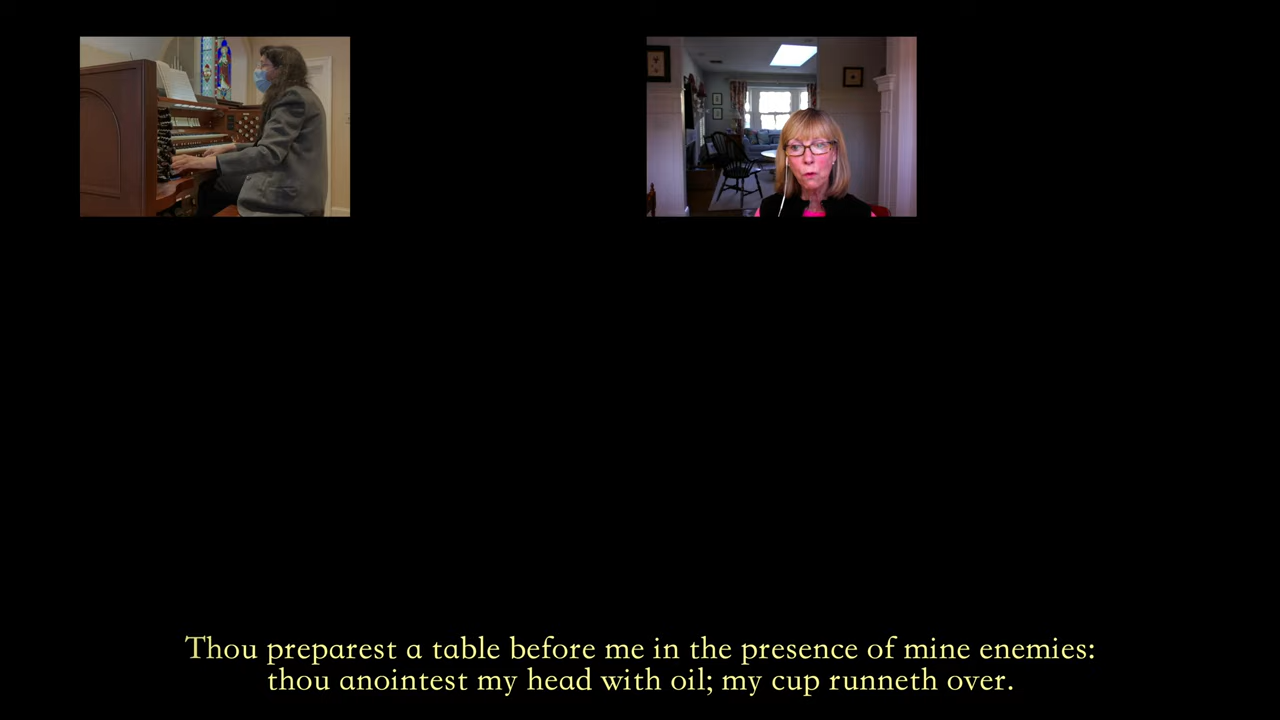 Thou preparest a table before me in the presence of mine enemies:
thou anointest my head with oil; my cup runneth over.